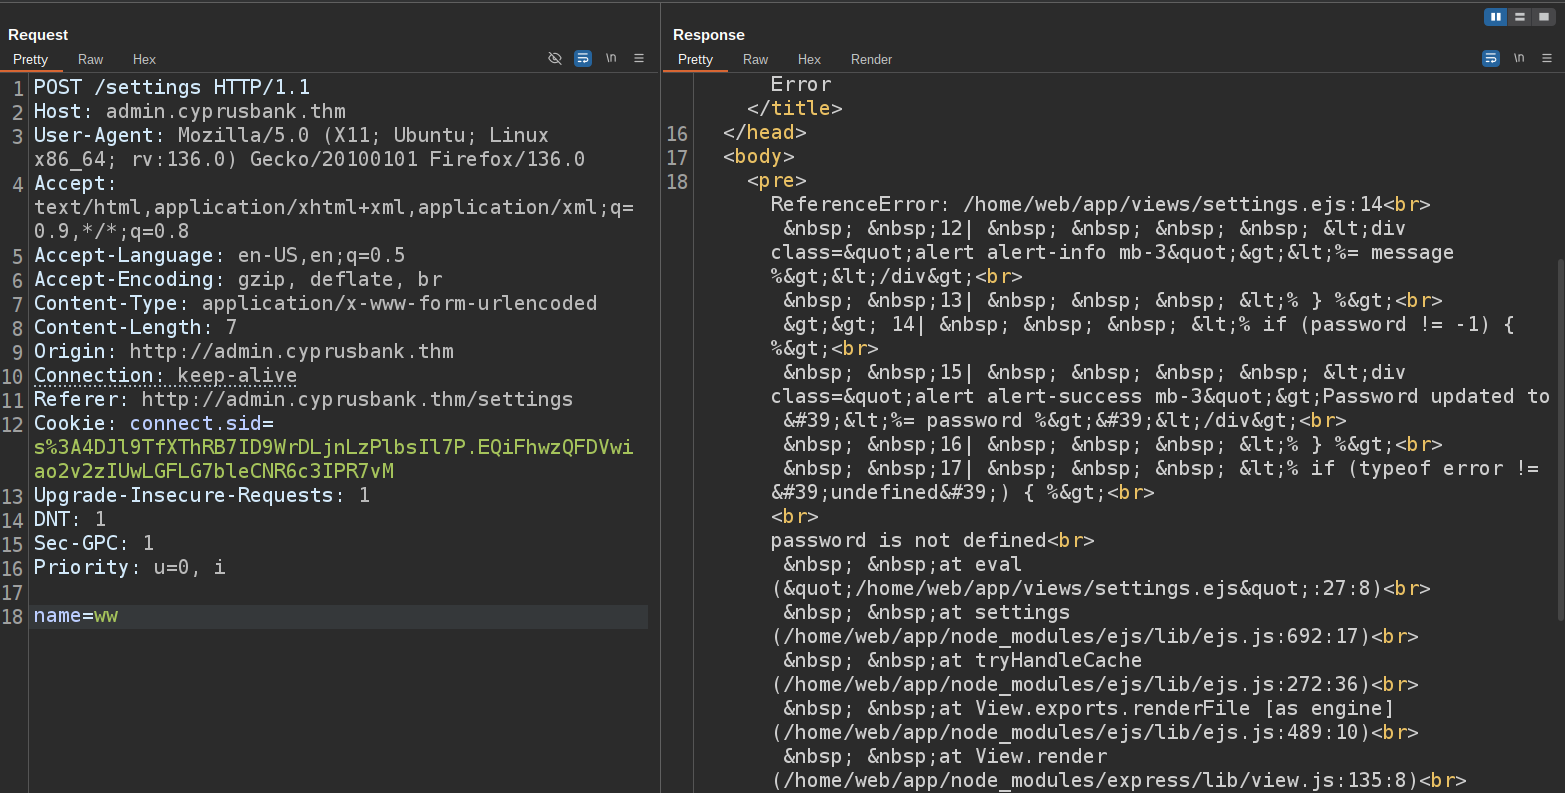 Request
Pretty Raw Hex \n
1 POST /settings HTTP/1.1
2 Host: admin.cyprusbank.thm
3 User-Agent: Mozilla/5.0 (X11; Ubuntu; Linux
x86_64; rv:136.0) Gecko/20100101 Firefox/136.0
4 Accept:
text/html,application/xhtml+xml,application/xml;q=
0.9,*/*;q=0.8
5 Accept-Language: en-US,en;q=0.5
6 Accept-Encoding: gzip, deflate, br
7 Content-Type: application/x-www-form-urlencoded
8 Content-Length: 7
9 Origin: http://admin.cyprusbank.thm
10 Connection: keep-alive
11 Referer: http://admin.cyprusbank.thm/settings
12 Cookie: connect.sid=
s%3A4DJl9TfXThRB7ID9WrDLjnLzPlbsIl7P.EQiFhwzQFDVwi
ao2v2zIUwLGFLG7bleCNR6c3IPR7vM
13 Upgrade-Insecure-Requests: 1
14 DNT: 1
15 Sec-GPC: 1
16 Priority: u=0, i
17
18 name=ww
Response
Pretty Raw Hex Render \n
Error
</title>
16 </head>
17 <body>
18 <pre>
ReferenceError: /home/web/app/views/settings.ejs:14<br>
&nbsp; &nbsp;12| &nbsp; &nbsp; &nbsp; &nbsp; &lt;div
class=&quot;alert alert-info mb-3&quot;&gt;&lt;%= message
%&gt;&lt;/div&gt;<br>
&nbsp; &nbsp;13| &nbsp; &nbsp; &nbsp; &lt;% } %&gt;<br>
&gt;&gt; 14| &nbsp; &nbsp; &nbsp; &lt;% if (password != -1) {
%&gt;<br>
&nbsp; &nbsp;15| &nbsp; &nbsp; &nbsp; &nbsp; &lt;div
class=&quot;alert alert-success mb-3&quot;&gt;Password updated to
&#39;&lt;%= password %&gt;&#39;&lt;/div&gt;<br>
&nbsp; &nbsp;16| &nbsp; &nbsp; &nbsp; &lt;% } %&gt;<br>
&nbsp; &nbsp;17| &nbsp; &nbsp; &nbsp; &lt;% if (typeof error !=
&#39;undefined&#39;) { %&gt;<br>
<br>
password is not defined<br>
&nbsp; &nbsp;at eval
(&quot;/home/web/app/views/settings.ejs&quot;:27:8)<br>
&nbsp; &nbsp;at settings
(/home/web/app/node_modules/ejs/lib/ejs.js:692:17)<br>
&nbsp; &nbsp;at tryHandleCache
(/home/web/app/node_modules/ejs/lib/ejs.js:272:36)<br>
&nbsp; &nbsp;at View.exports.renderFile [as engine]
(/home/web/app/node_modules/ejs/lib/ejs.js:489:10)<br>
&nbsp; &nbsp;at View.render
(/home/web/app/node_modules/express/lib/view.js:135:8)<br>